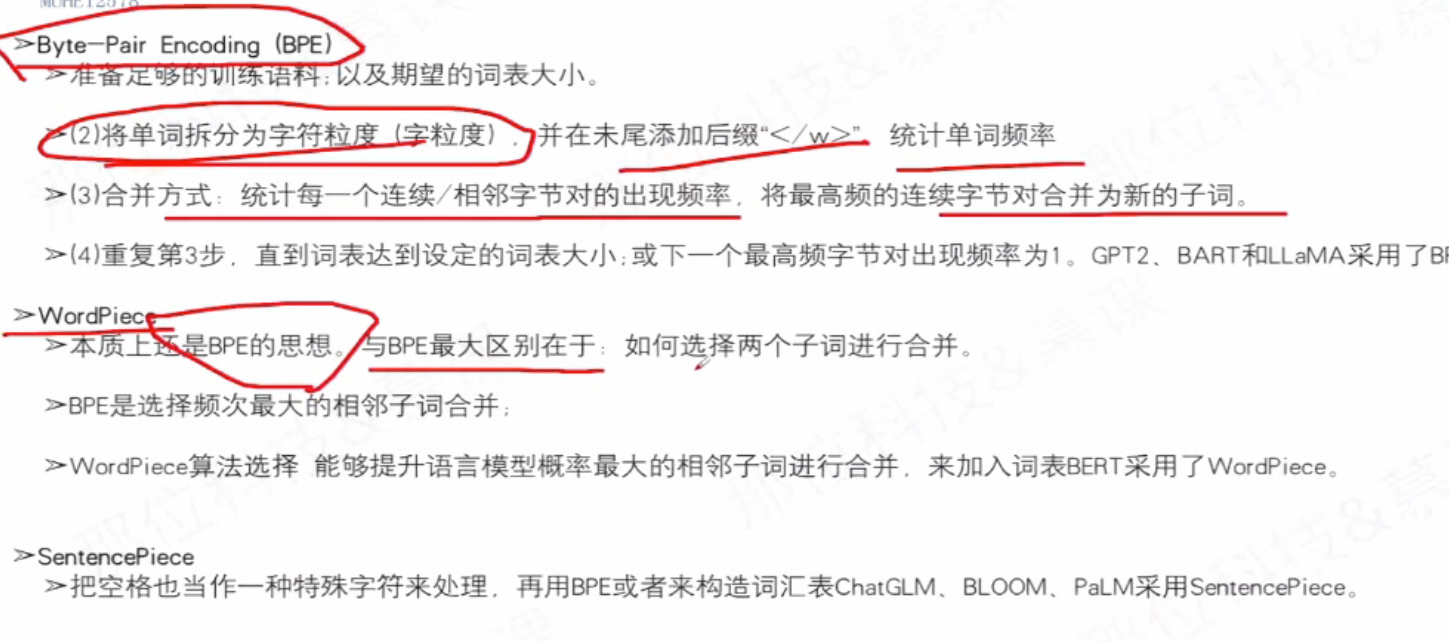 ➢Byte-Pair Encoding (BPE)
➢准备足够的训练语料;以及期望的词表大小。
➢(2)将单词拆分为字符粒度（字粒度），并在末尾添加后缀“</w>”，统计单词频率
➢(3)合并方式：统计每一个连续/相邻字节对的出现频率，将最高频的连续字节对合并为新的子词。
➢(4)重复第3步，直到词表达到设定的词表大小;或下一个最高频字节对出现频率为1。GPT2、BART和LLaMA采用了
➢WordPiece
➢本质上还是BPE的思想。与BPE最大区别在于：如何选择两个子词进行合并。
➢BPE是选择频次最大的相邻子词合并;
➢WordPiece算法选择 能够提升语言模型概率最大的相邻子词进行合并，来加入词表BERT采用了WordPiece。
➢SentencePiece
➢把空格也当作一种特殊字符来处理，再用BPE或者来构造词汇表ChatGLM、BLOOM、PaLM采用SentencePiece。